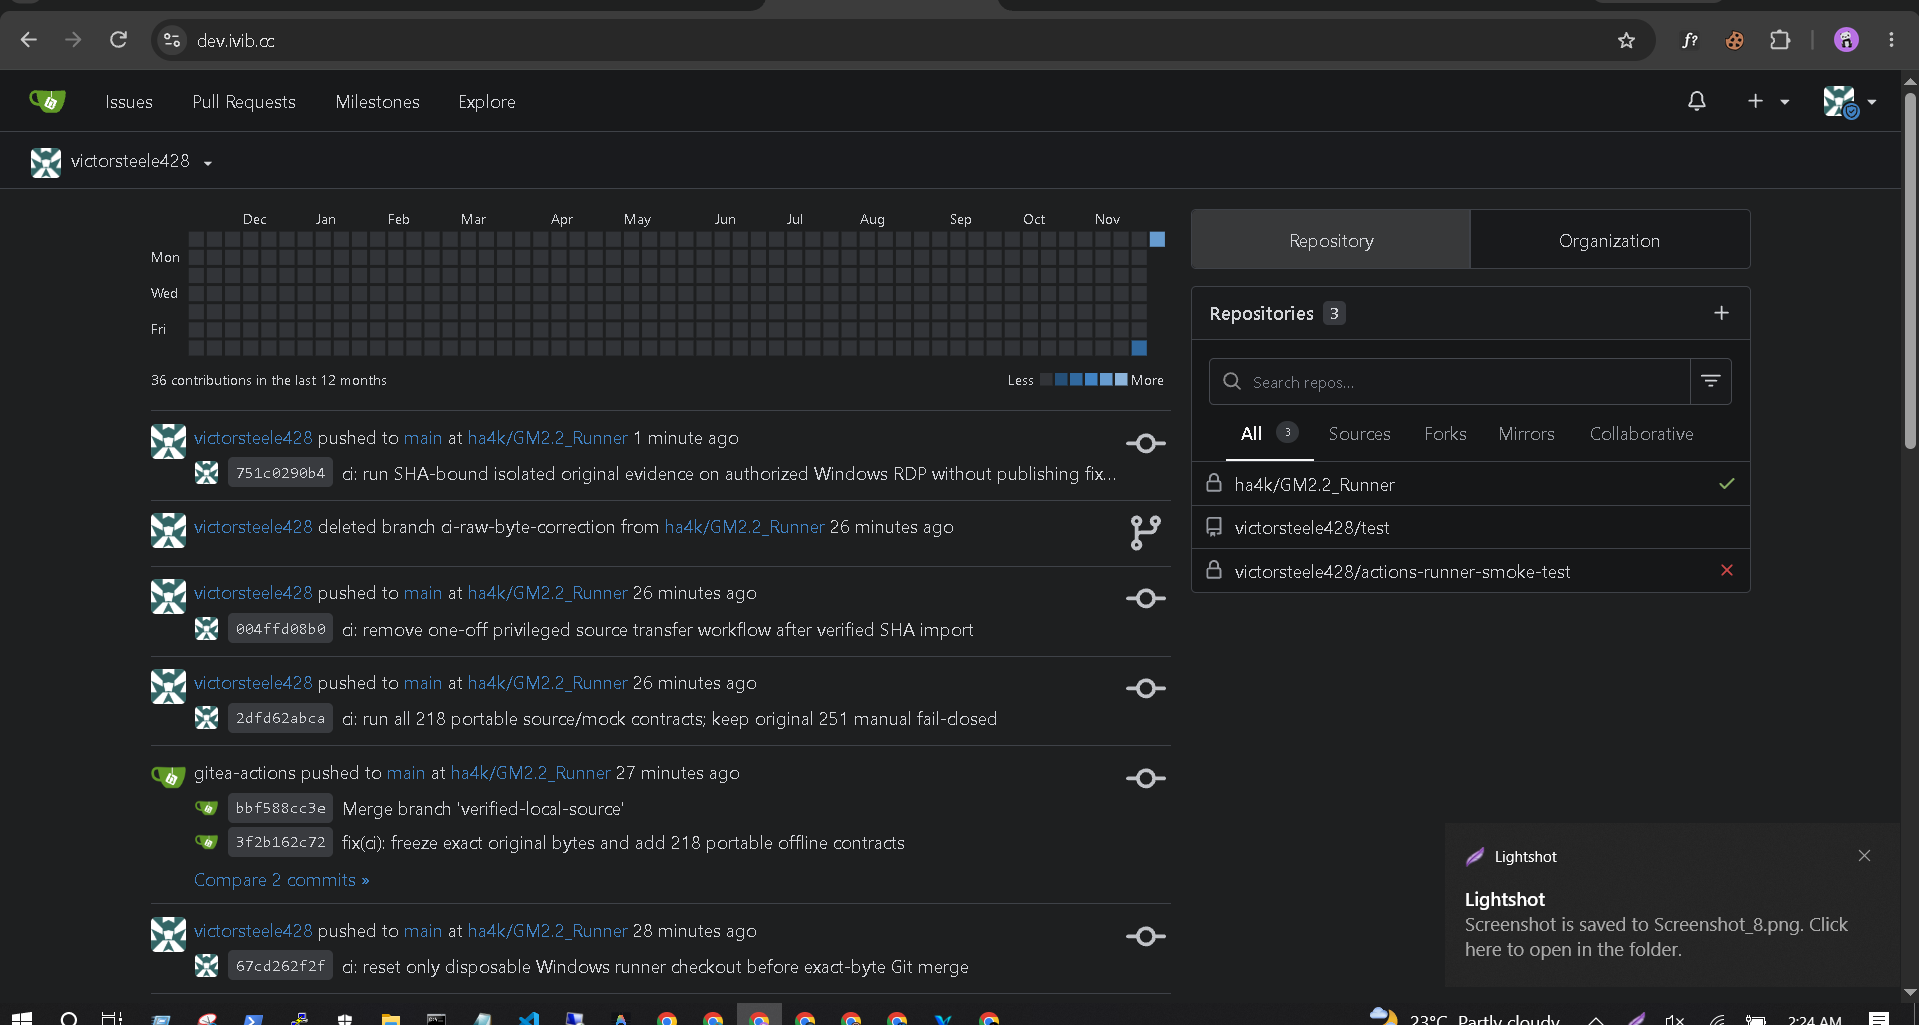 dev.ivib.cc
Issues Pull Requests Milestones Explore
victorsteele428
Dec Jan Feb Mar Apr May Jun Jul Aug Sep Oct Nov
Mon
Wed
Fri
36 contributions in the last 12 months Less More
victorsteele428 pushed to main at ha4k/GM2.2_Runner 1 minute ago
751c0290b4 ci: run SHA-bound isolated original evidence on authorized Windows RDP without publishing fix...
victorsteele428 deleted branch ci-raw-byte-correction from ha4k/GM2.2_Runner 26 minutes ago
victorsteele428 pushed to main at ha4k/GM2.2_Runner 26 minutes ago
004ffd08b0 ci: remove one-off privileged source transfer workflow after verified SHA import
victorsteele428 pushed to main at ha4k/GM2.2_Runner 26 minutes ago
2dfd62abca ci: run all 218 portable source/mock contracts; keep original 251 manual fail-closed
gitea-actions pushed to main at ha4k/GM2.2_Runner 27 minutes ago
bbf588cc3e Merge branch 'verified-local-source'
3f2b162c72 fix(ci): freeze exact original bytes and add 218 portable offline contracts
Compare 2 commits »
victorsteele428 pushed to main at ha4k/GM2.2_Runner 28 minutes ago
67cd262f2f ci: reset only disposable Windows runner checkout before exact-byte Git merge
Repository Organization
Repositories 3
Search repos...
All 3 Sources Forks Mirrors Collaborative
ha4k/GM2.2_Runner
victorsteele428/test
victorsteele428/actions-runner-smoke-test
Lightshot
Lightshot
Screenshot is saved to Screenshot_8.png. Click
here to open in the folder.
23°C Partly cloudy 2:24 AM